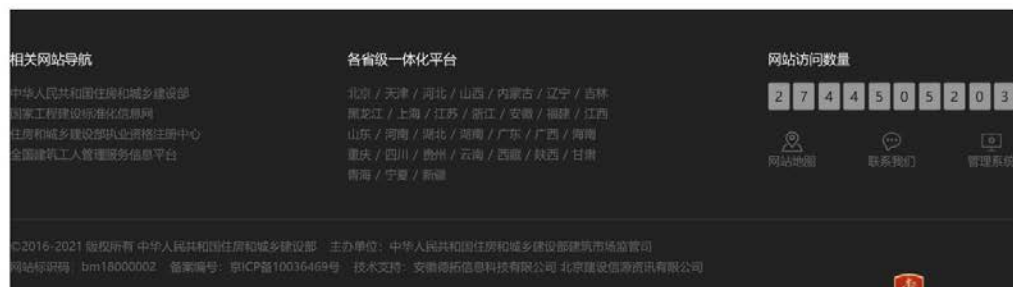 相关网站导航
中华人民共和国住房和城乡建设部
国家工程建设标准化信息网
住房和城乡建设部执业资格注册中心
全国建筑工人管理服务信息平台
各省级一体化平台
北京 / 天津 / 河北 / 山西 / 内蒙古 / 辽宁 / 吉林
黑龙江 / 上海 / 江苏 / 浙江 / 安徽 / 福建 / 江西
山东 / 河南 / 湖北 / 湖南 / 广东 / 广西 / 海南
重庆 / 四川 / 贵州 / 云南 / 西藏 / 陕西 / 甘肃
青海 / 宁夏 / 新疆
网站访问数量
2 7 4 4 5 0 5 2 0 3
网站地图 联系我们 管理系统
©2016-2021 版权所有 中华人民共和国住房和城乡建设部 主办单位：中华人民共和国住房和城乡建设部建筑市场监管司
网站标识码：bm18000002 备案编号：京ICP备10036469号 技术支持：安徽德拓信息科技有限公司 北京建设信源资讯有限公司